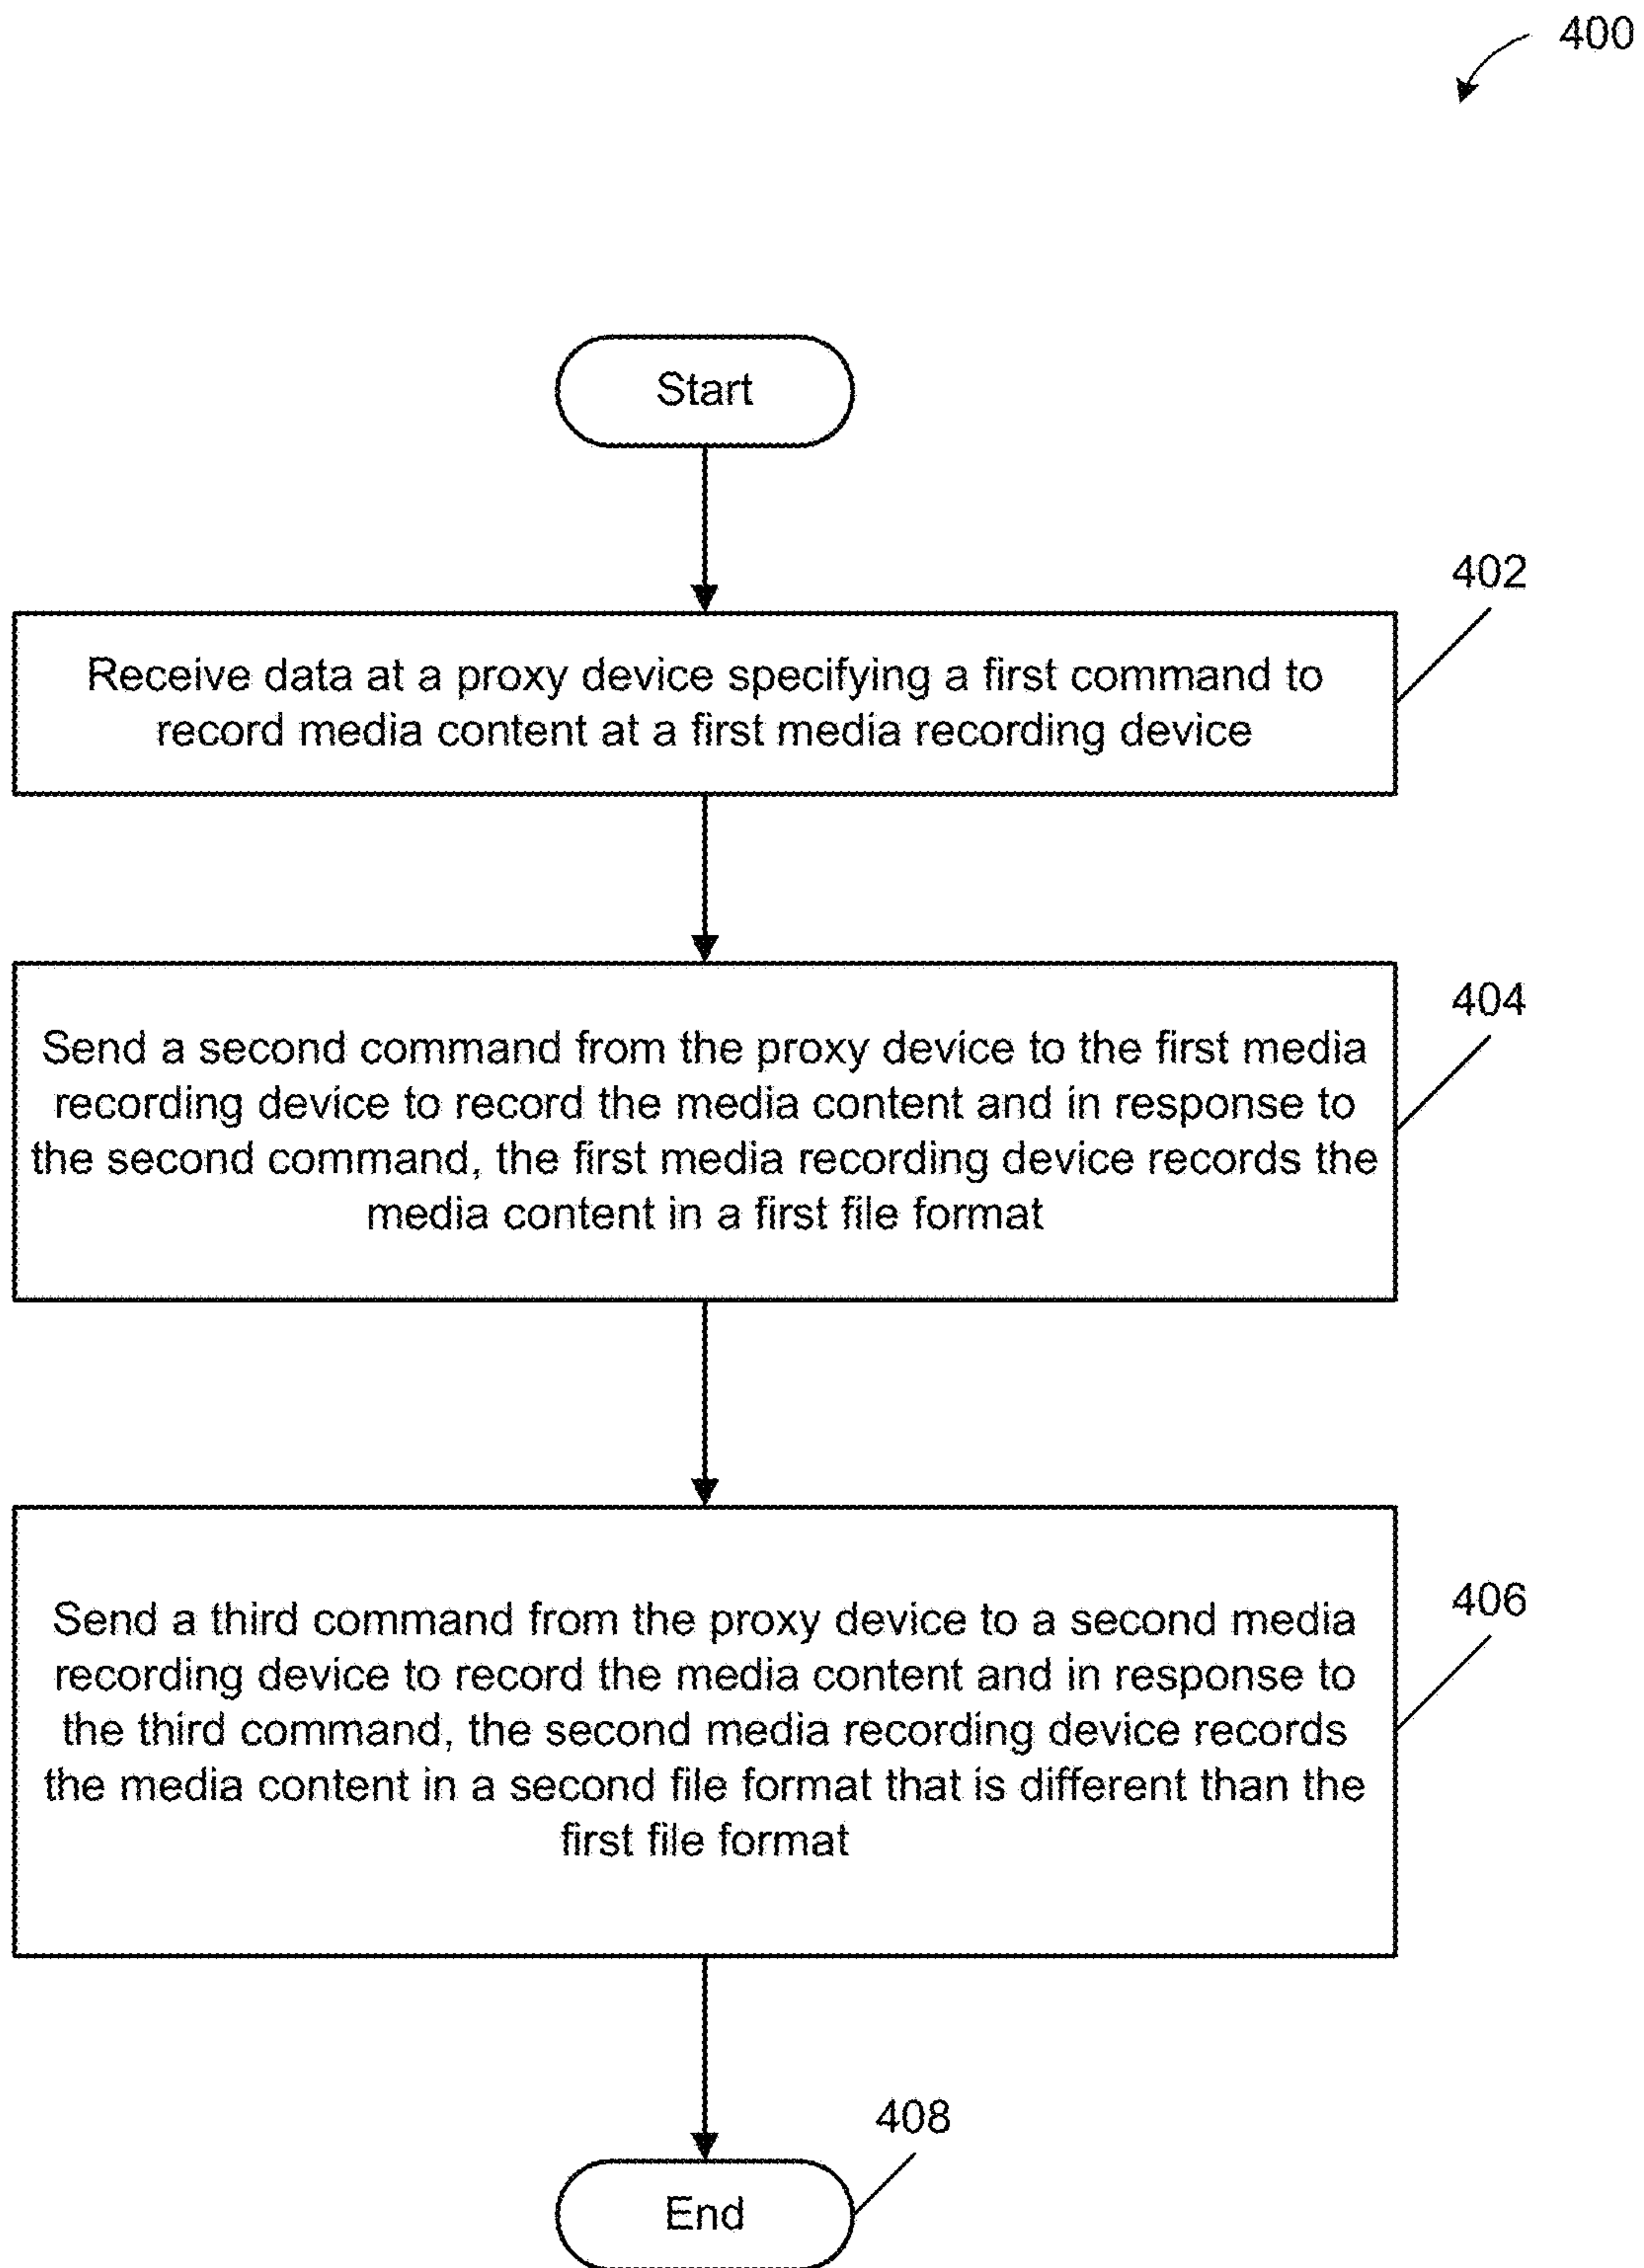 400
Start
402
Receive data at a proxy device specifying a first command to
record media content at a first media recording device
404
Send a second command from the proxy device to the first media
recording device to record the media content and in response to
the second command, the first media recording device records the
media content in a first file format
406
Send a third command from the proxy device to a second media
recording device to record the media content and in response to
the third command, the second media recording device records
the media content in a second file format that is different than the
first file format
408
End